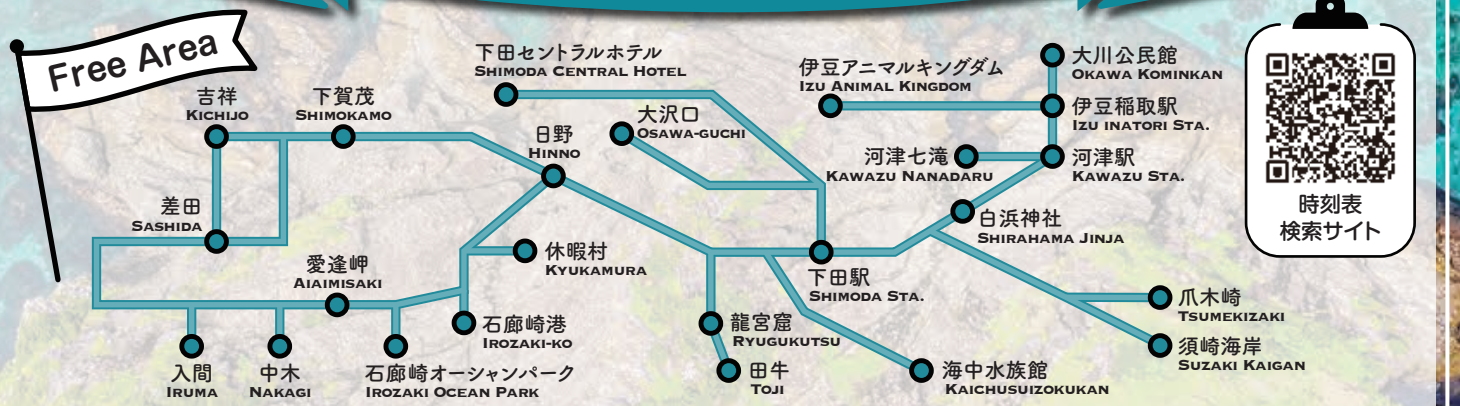 Free Area
吉祥
KICHIJO
下賀茂
SHIMOKAMO
下田セントラルホテル
SHIMODA CENTRAL HOTEL
日野
HINNO
大沢口
OSAWA-GUCHI
伊豆アニマルキングダム
IZU ANIMAL KINGDOM
大川公民館
OKAWA KOMINKAN
伊豆稲取駅
IZU INATORI STA.
河津七滝
KAWAZU NANADARU
河津駅
KAWAZU STA.
白浜神社
SHIRAHAMA JINJA
差田
SASHIDA
愛逢岬
AIAIMISAKI
休暇村
KYUKAMURA
下田駅
SHIMODA STA.
爪木崎
TSUMEKIZAKI
須崎海岸
SUZAKI KAIGAN
石廊崎港
IROZAKI-KO
龍宮窟
RYUGUKUTSU
入間
IRUMA
中木
NAKAGI
石廊崎オーシャンパーク
IROZAKI OCEAN PARK
田牛
TOJI
海中水族館
KAICHUSUIZOKUKAN
時刻表
検索サイト